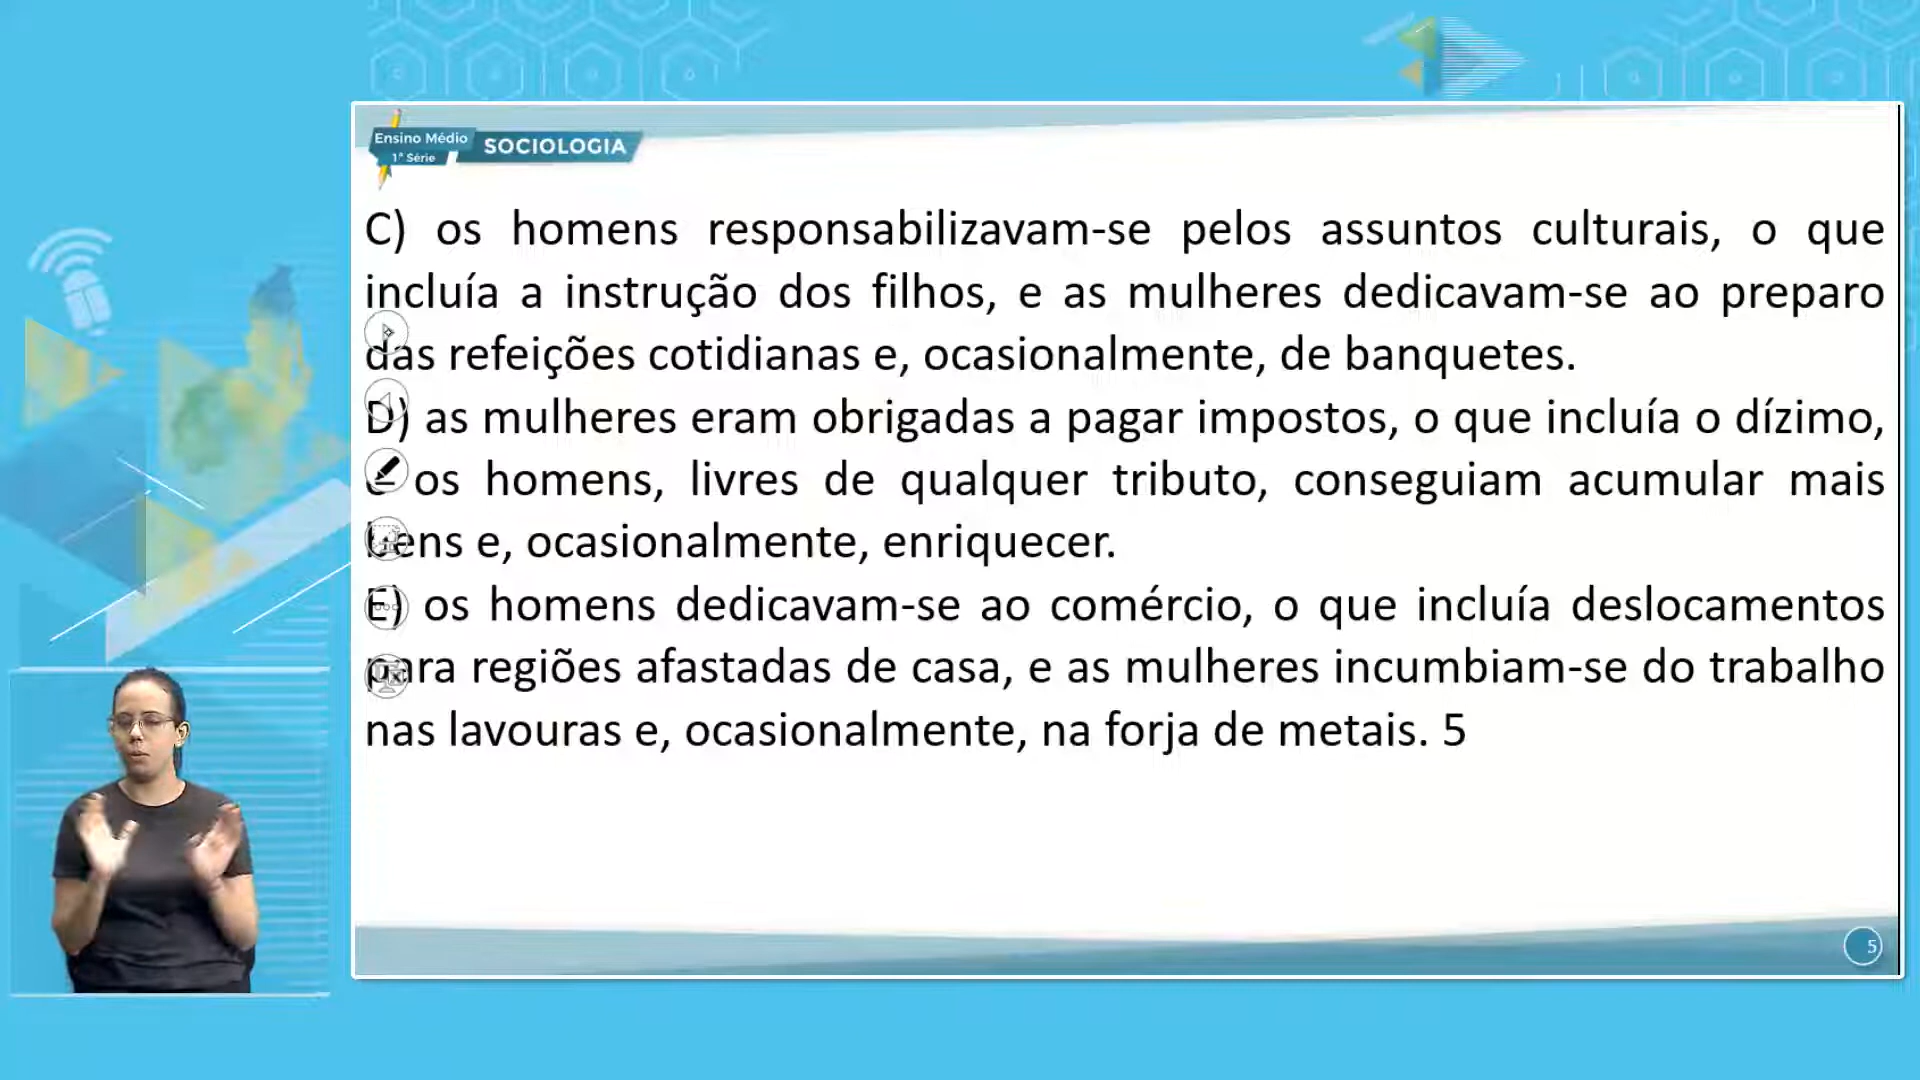 Ensino Médio
1ª Série
SOCIOLOGIA
C) os homens responsabilizavam-se pelos assuntos culturais, o que
incluía a instrução dos filhos, e as mulheres dedicavam-se ao preparo
das refeições cotidianas e, ocasionalmente, de banquetes.
D) as mulheres eram obrigadas a pagar impostos, o que incluía o dízimo,
e os homens, livres de qualquer tributo, conseguiam acumular mais
bens e, ocasionalmente, enriquecer.
E) os homens dedicavam-se ao comércio, o que incluía deslocamentos
para regiões afastadas de casa, e as mulheres incumbiam-se do trabalho
nas lavouras e, ocasionalmente, na forja de metais. 5
5